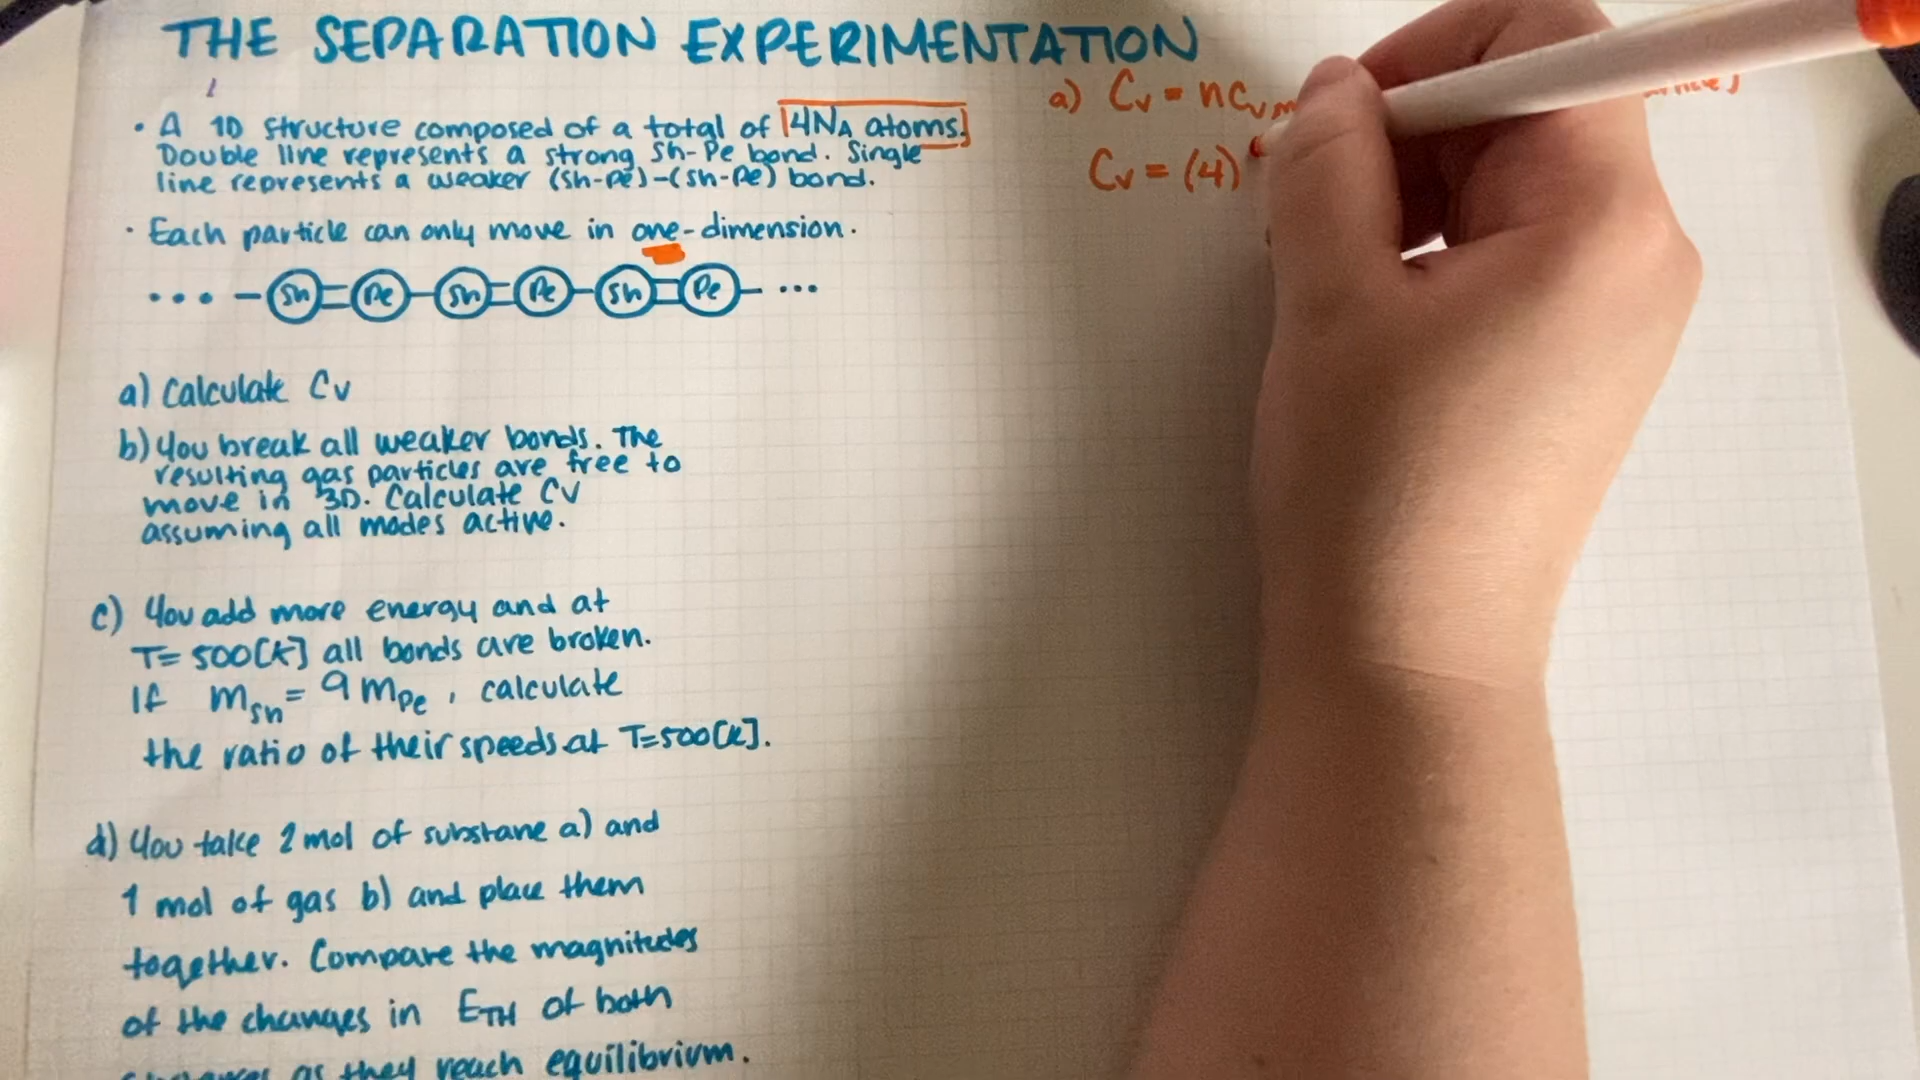 THE SEPARATION EXPERIMENTATION
• A 1D structure composed of a total of 4NA atoms.
Double line represents a strong Sh-Pe bond. Single
line represents a weaker (Sh-Pe)-(Sh-Pe) bond.
• Each particle can only move in one-dimension.
... Sh Pe Sh Pe Sh Pe ...
a) Calculate Cv
b) You break all weaker bonds. The
resulting gas particles are free to
move in 3D. Calculate CV
assuming all modes active.
c) You add more energy and at
T= 500[K] all bonds are broken.
If msh = 9 mPe , calculate
the ratio of their speeds at T=500[K].
d) You take 2 mol of substane a) and
1 mol of gas b) and place them
together. Compare the magnitudes
of the changes in ETH of both
as they reach equilibrium.
a) Cv = nCv,m
Cv = (4)